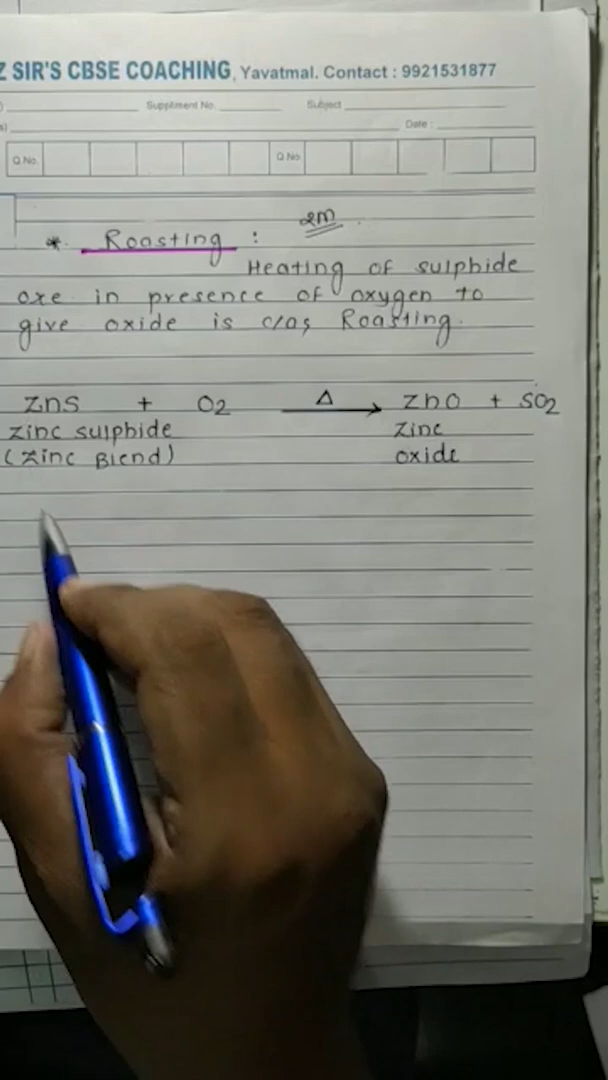 Z SIR'S CBSE COACHING, Yavatmal. Contact : 9921531877
Suppliment No. Subject
Date :
Q.No. Q.No.
2m
* Roasting :
Heating of sulphide
ore in presence of oxygen to
give oxide is c/as Roasting.
ZnS + O2 Δ → ZnO + SO2
zinc sulphide Zinc
(Zinc Blend) oxide